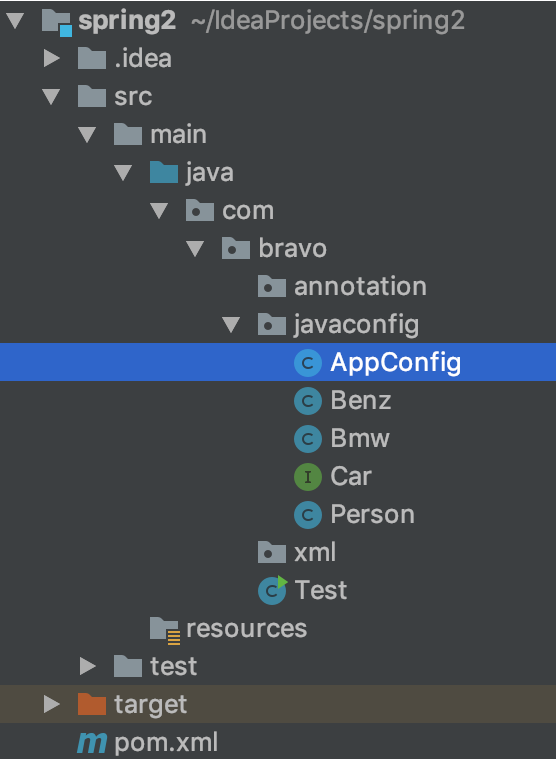 spring2 ~/IdeaProjects/spring2
.idea
src
main
java
com
bravo
annotation
javaconfig
C AppConfig
C Benz
C Bmw
I Car
C Person
xml
C Test
resources
test
target
m pom.xml